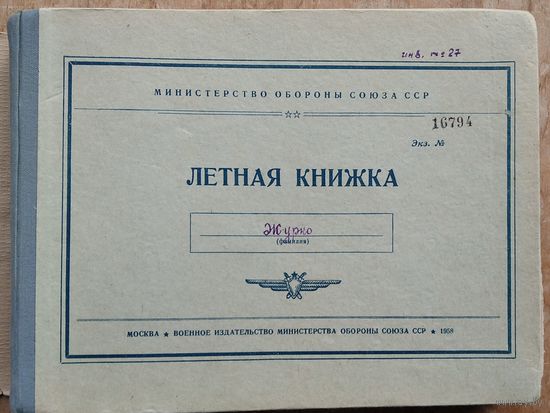 инв. № 27
МИНИСТЕРСТВО ОБОРОНЫ СОЮЗА ССР
16794
Экз. №
ЛЕТНАЯ КНИЖКА
Журко
(фамилия)
МОСКВА ★ ВОЕННОЕ ИЗДАТЕЛЬСТВО МИНИСТЕРСТВА ОБОРОНЫ СОЮЗА ССР ★ 1958